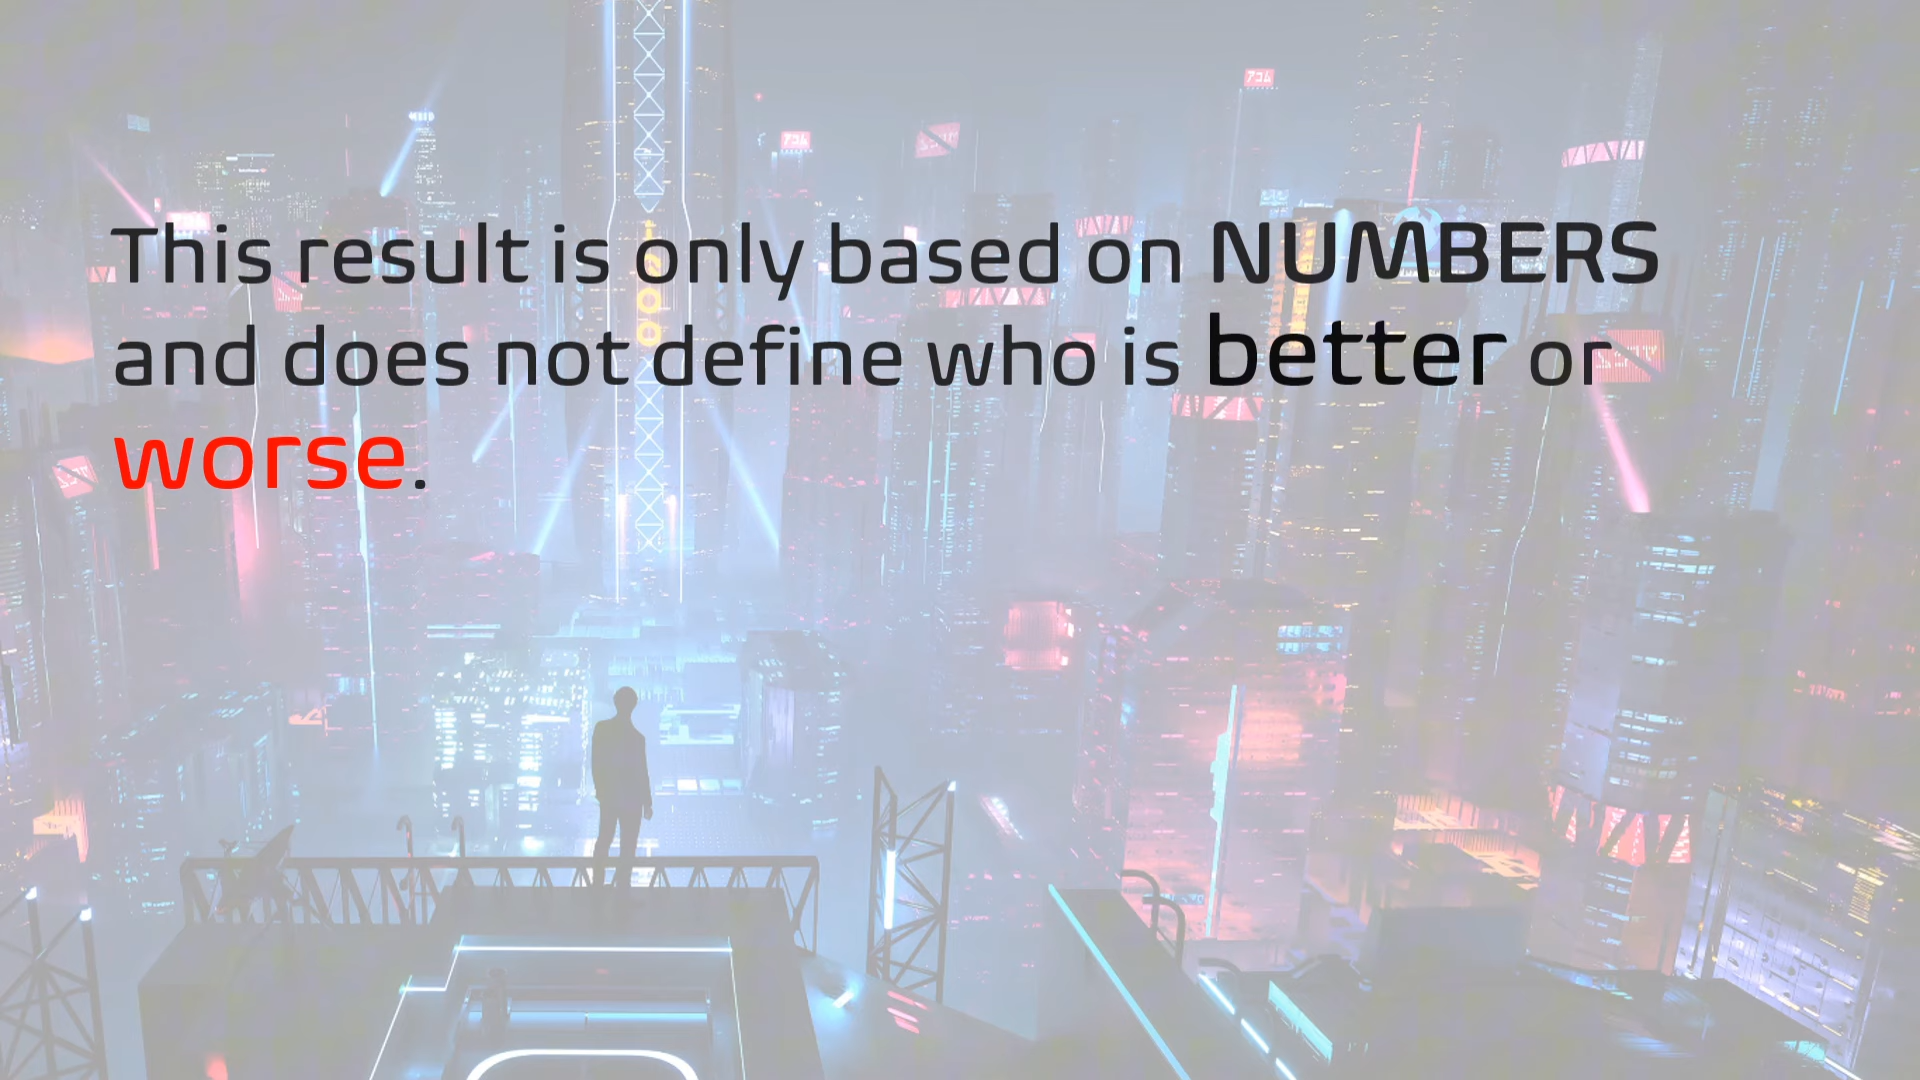 This result is only based on NUMBERS
and does not define who is better or
worse.